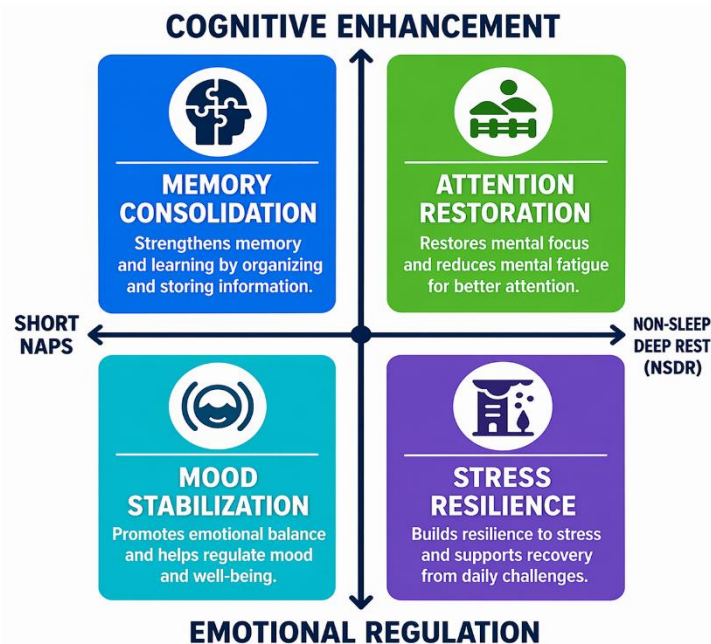 COGNITIVE ENHANCEMENT
MEMORY
CONSOLIDATION
Strengthens memory
and learning by organizing
and storing information.
ATTENTION
RESTORATION
Restores mental focus
and reduces mental fatigue
for better attention.
SHORT
NAPS
NON-SLEEP
DEEP REST
(NSDR)
MOOD
STABILIZATION
Promotes emotional balance
and helps regulate mood
and well-being.
STRESS
RESILIENCE
Builds resilience to stress
and supports recovery
from daily challenges.
EMOTIONAL REGULATION